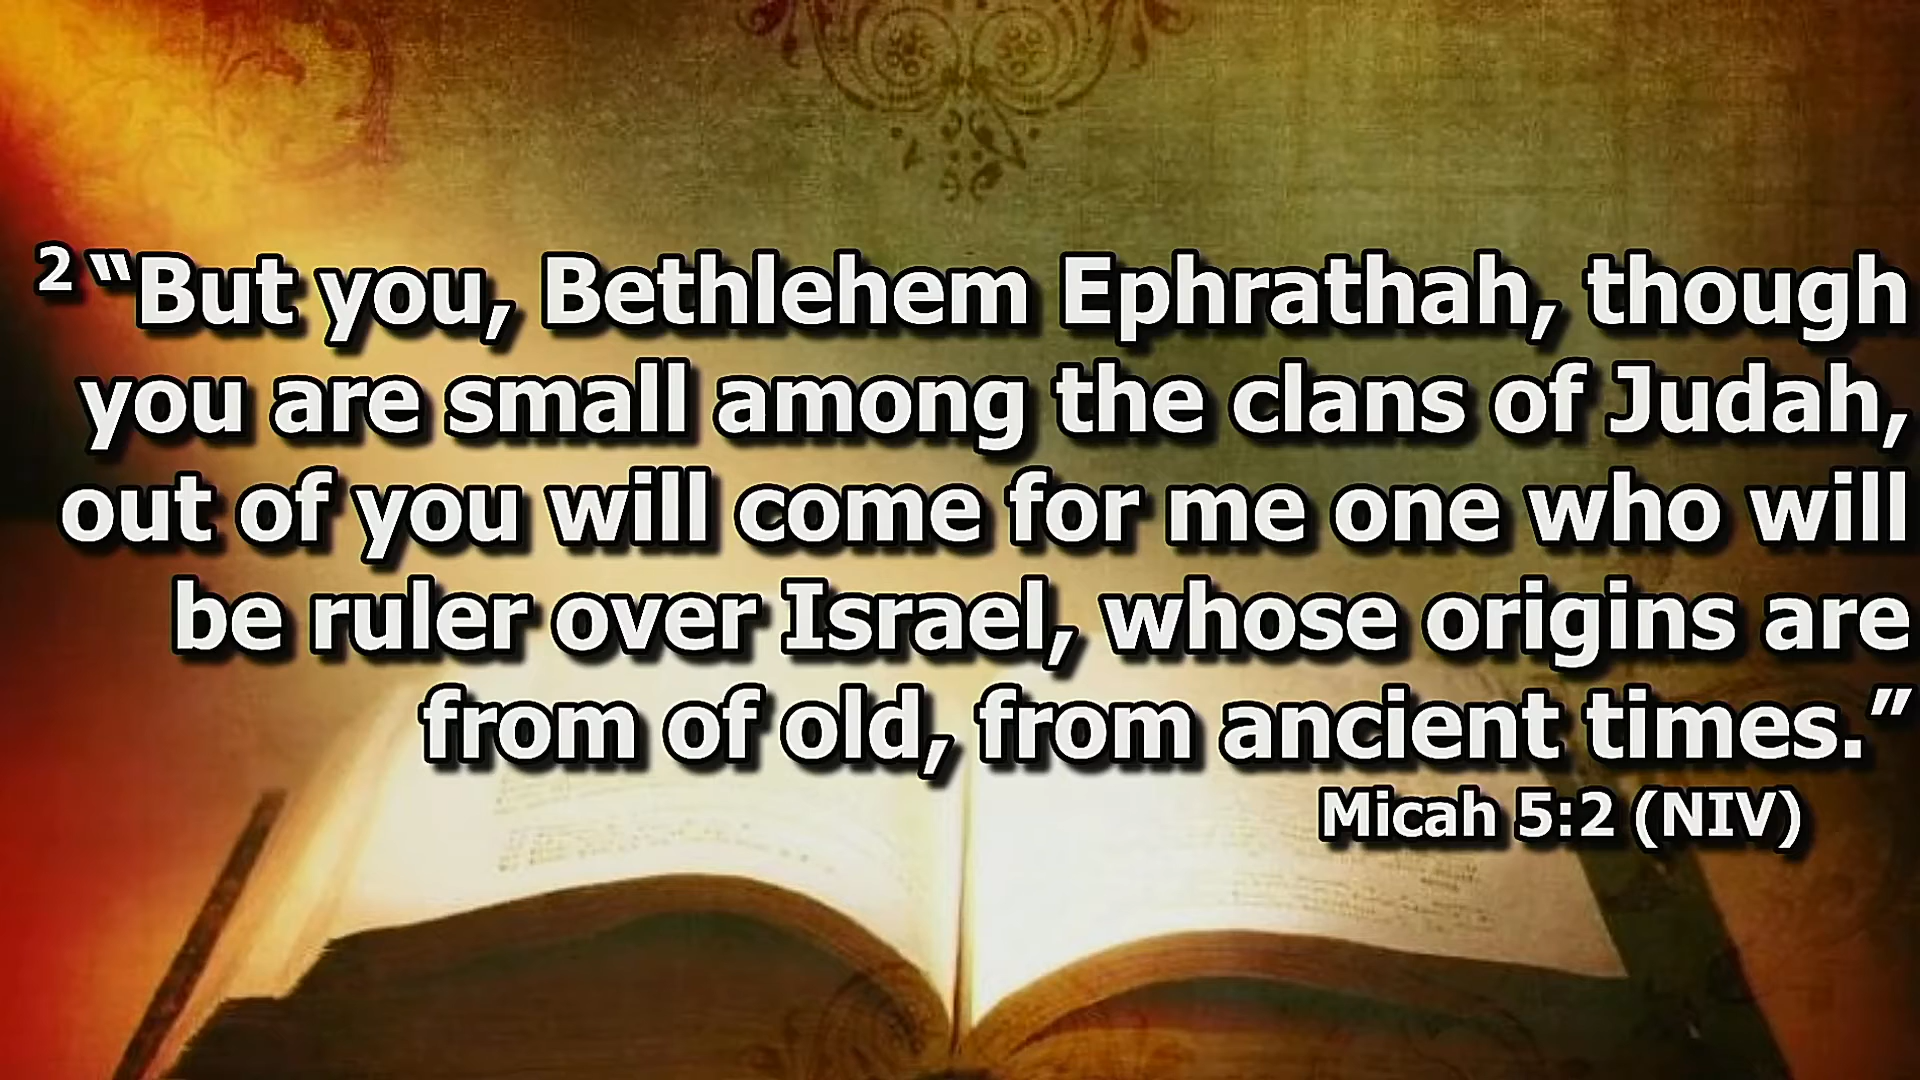 2 “But you, Bethlehem Ephrathah, though
you are small among the clans of Judah,
out of you will come for me one who will
be ruler over Israel, whose origins are
from of old, from ancient times.”
Micah 5:2 (NIV)